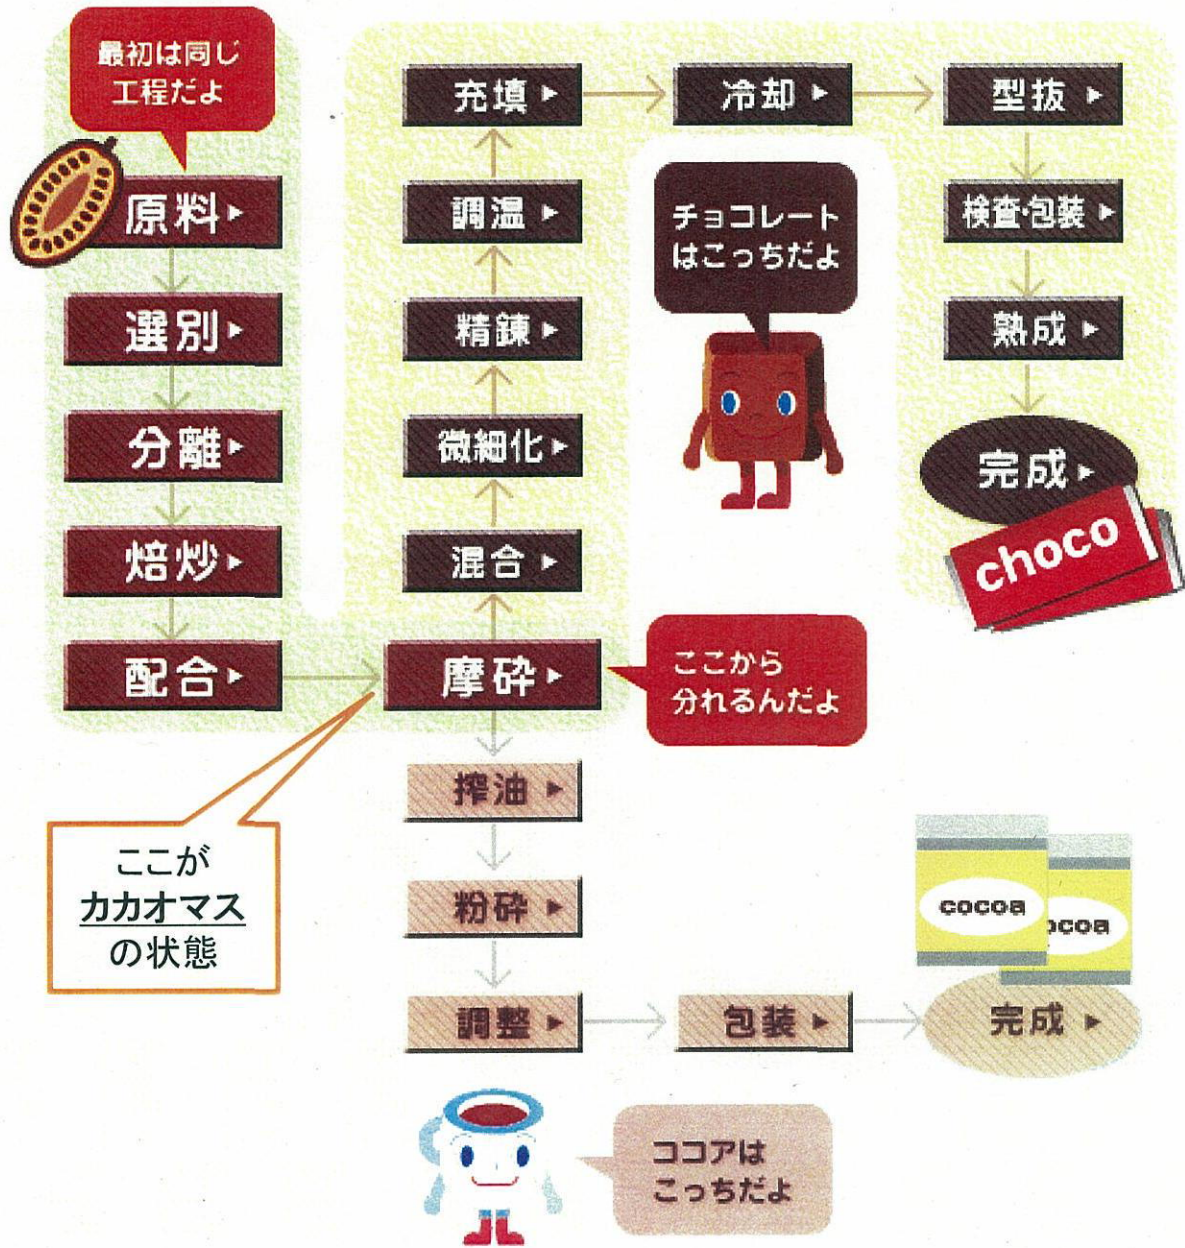 最初は同じ
工程だよ
原料
選別
分離
焙炒
配合
摩砕
ここから
分れるんだよ
ここが
カカオマス
の状態
混合
微細化
精錬
調温
充填
冷却
型抜
検査・包装
熟成
完成
choco
チョコレート
はこっちだよ
搾油
粉砕
調整
包装
完成
cocoa
cocoa
ココアは
こっちだよ